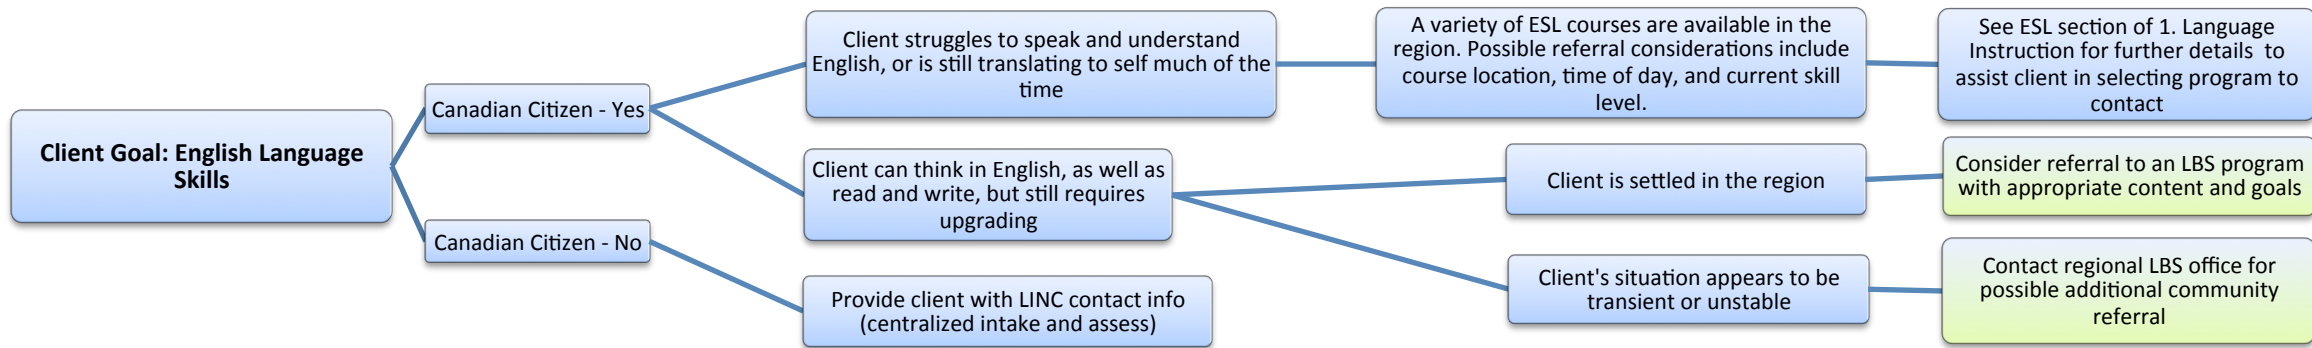 Client Goal: English Language
Skills
Canadian Citizen - Yes
Client struggles to speak and understand
English, or is still translating to self much of the
time
A variety of ESL courses are available in the
region. Possible referral considerations include
course location, time of day, and current skill
level.
See ESL section of 1. Language
Instruction for further details to
assist client in selecting program to
contact
Client can think in English, as well as
read and write, but still requires
upgrading
Client is settled in the region
Consider referral to an LBS program
with appropriate content and goals
Client's situation appears to be
transient or unstable
Contact regional LBS office for
possible additional community
referral
Canadian Citizen - No
Provide client with LINC contact info
(centralized intake and assess)